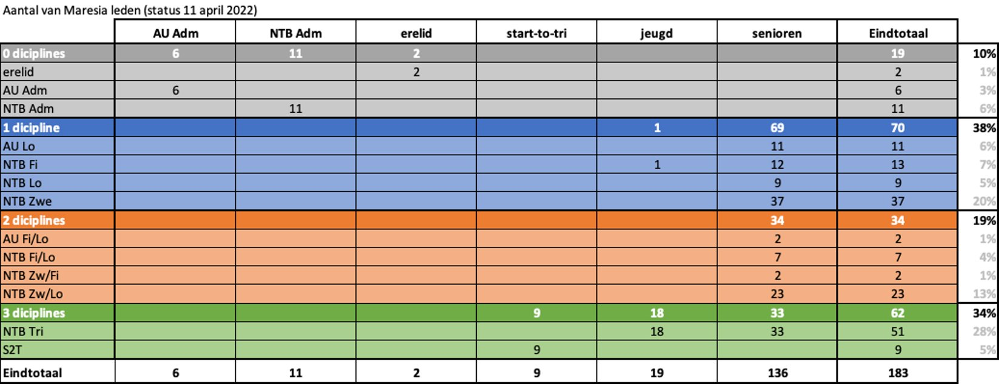 Aantal van Maresia leden (status 11 april 2022)
AU Adm NTB Adm erelid start-to-tri jeugd senioren Eindtotaal
0 diciplines 6 11 2 19 10%
erelid 2 2 1%
AU Adm 6 6 3%
NTB Adm 11 11 6%
1 dicipline 1 69 70 38%
AU Lo 11 11 6%
NTB Fi 1 12 13 7%
NTB Lo 9 9 5%
NTB Zwe 37 37 20%
2 diciplines 34 34 19%
AU Fi/Lo 2 2 1%
NTB Fi/Lo 7 7 4%
NTB Zw/Fi 2 2 1%
NTB Zw/Lo 23 23 13%
3 diciplines 9 18 33 62 34%
NTB Tri 18 33 51 28%
S2T 9 9 5%
Eindtotaal 6 11 2 9 19 136 183